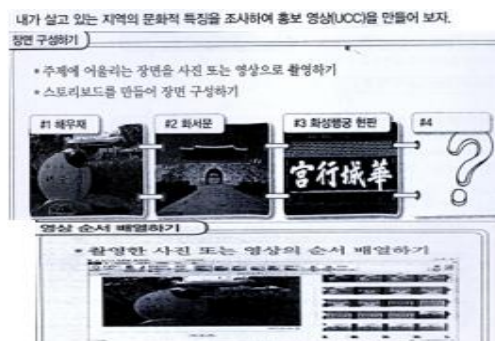 내가 살고 있는 지역의 문화적 특징을 조사하여 홍보 영상(UCC)을 만들어 보자.
장면 구성하기
• 주제에 어울리는 장면을 사진 또는 영상으로 촬영하기
• 스토리보드를 만들어 장면 구성하기
#1 해우재
#2 화서문
#3 화성행궁 현판
#4
宮行城華
?
영상 순서 배열하기
• 촬영한 사진 또는 영상의 순서 배열하기